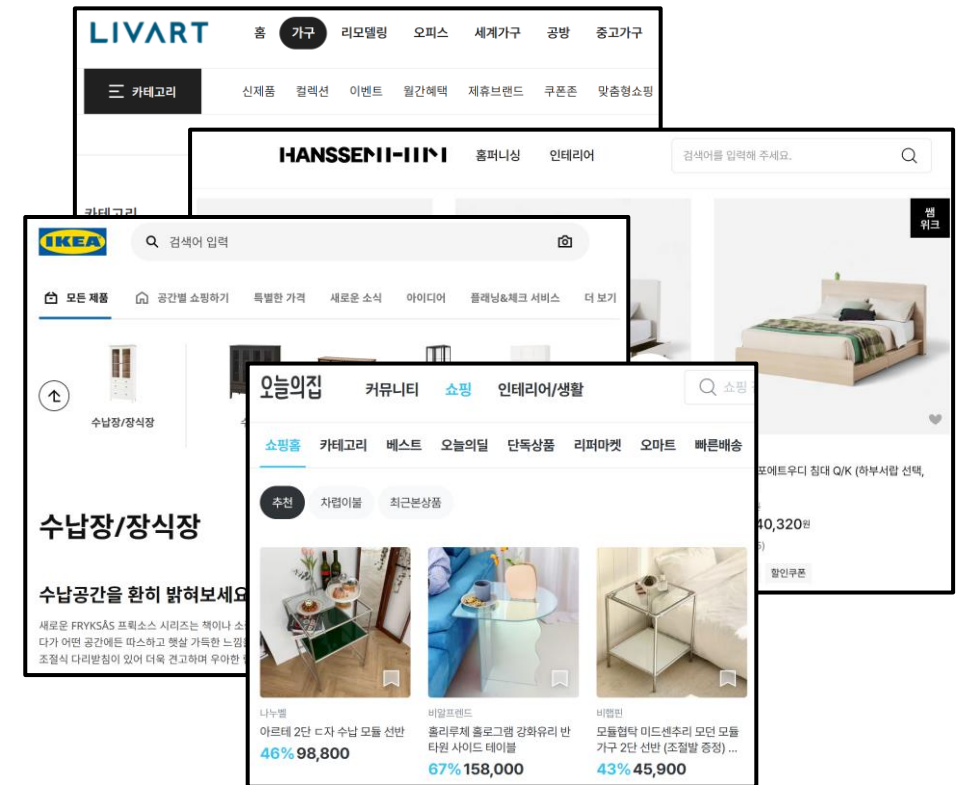 LIVART
홈 가구 리모델링 오피스 세계가구 공방 중고가구
카테고리 신제품 컬렉션 이벤트 월간혜택 제휴브랜드 쿠폰존 맞춤형쇼핑
카테고리
HANSSEM 홈퍼니싱 인테리어 검색어를 입력해 주세요.
쌤
위크
포에트우디 침대 Q/K (하부서랍 선택,
40,320원
5)
할인쿠폰
IKEA 검색어 입력
모든 제품 공간별 쇼핑하기 특별한 가격 새로운 소식 아이디어 플래닝&체크 서비스 더 보기
수납장/장식장
수납장/장식장
수납공간을 환히 밝혀보세요
새로운 FRYKSÅS 프뤽소스 시리즈는 책이나 소
다가 어떤 공간에든 따스하고 햇살 가득한 느낌
조절식 다리받침이 있어 더욱 견고하며 우아한
오늘의집 커뮤니티 쇼핑 인테리어/생활 쇼핑
쇼핑홈 카테고리 베스트 오늘의딜 단독상품 리퍼마켓 오마트 빠른배송
추천 차렵이불 최근본상품
나누벨
아르테 2단 ㄷ자 수납 모듈 선반
46% 98,800
비알프렌드
홀리루체 홀로그램 강화유리 반
타원 사이드 테이블
67% 158,000
비햅핀
모듈협탁 미드센추리 모던 모듈
가구 2단 선반 (조절발 증정) ...
43% 45,900